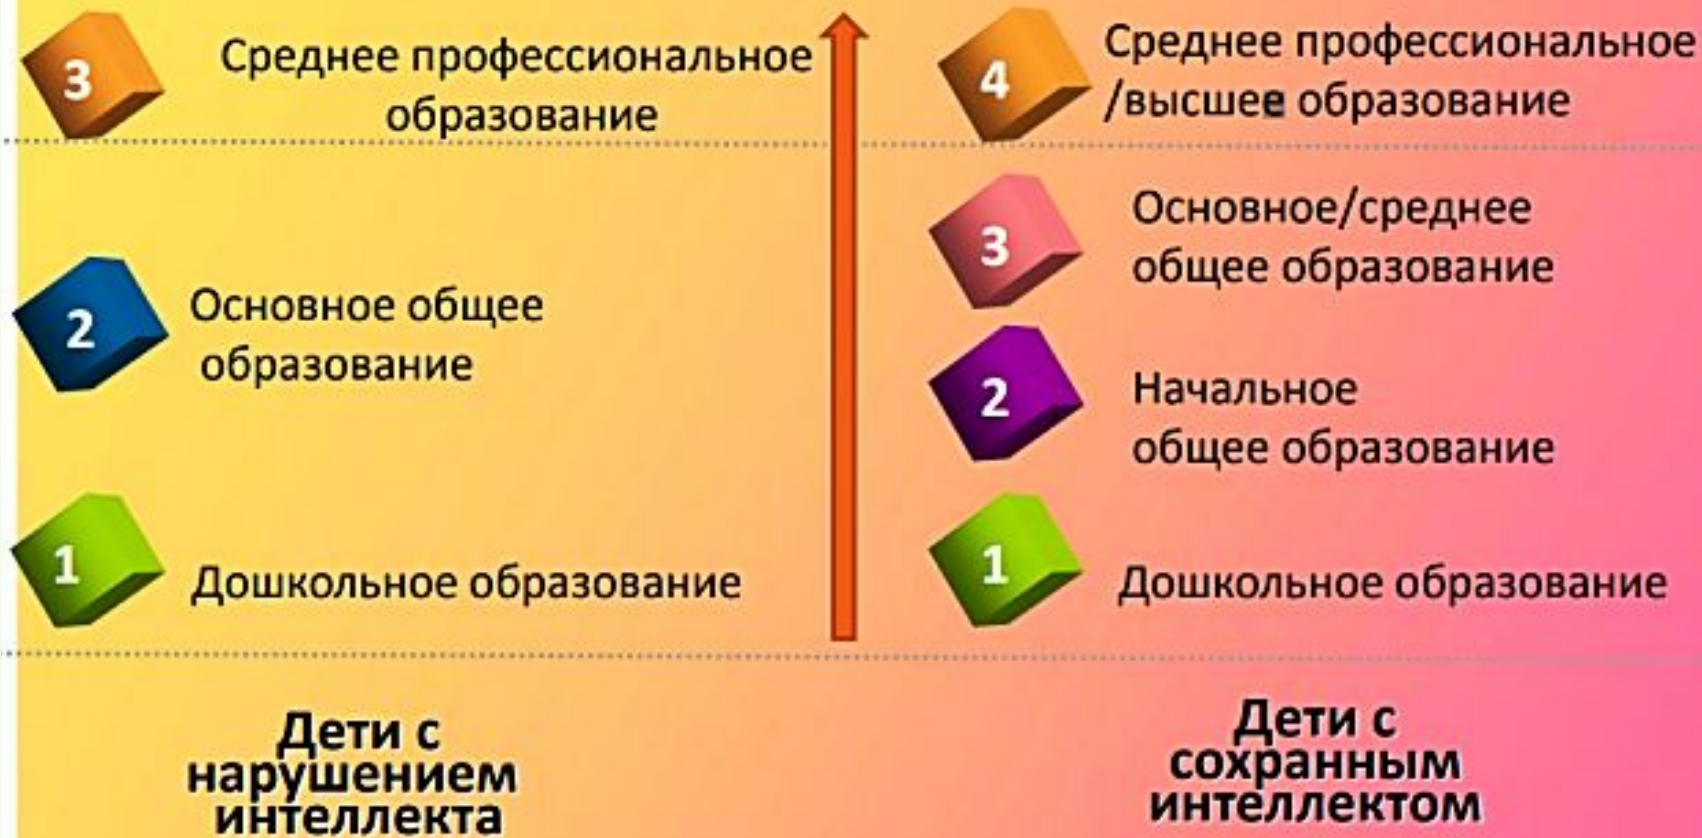 3
Среднее профессиональное
образование
2
Основное общее
образование
1
Дошкольное образование
Дети с
нарушением
интеллекта
4
Среднее профессиональное
/высшее образование
3
Основное/среднее
общее образование
2
Начальное
общее образование
1
Дошкольное образование
Дети с
сохранным
интеллектом